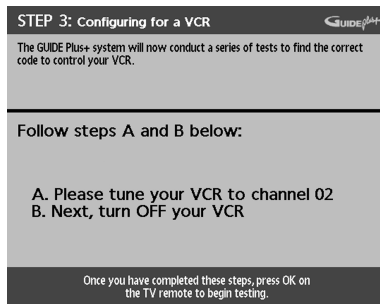 STEP 3: Configuring for a VCR
GUIDE plus+
The GUIDE Plus+ system will now conduct a series of tests to find the correct
code to control your VCR.
Follow steps A and B below:
A. Please tune your VCR to channel 02
B. Next, turn OFF your VCR
Once you have completed these steps, press OK on
the TV remote to begin testing.